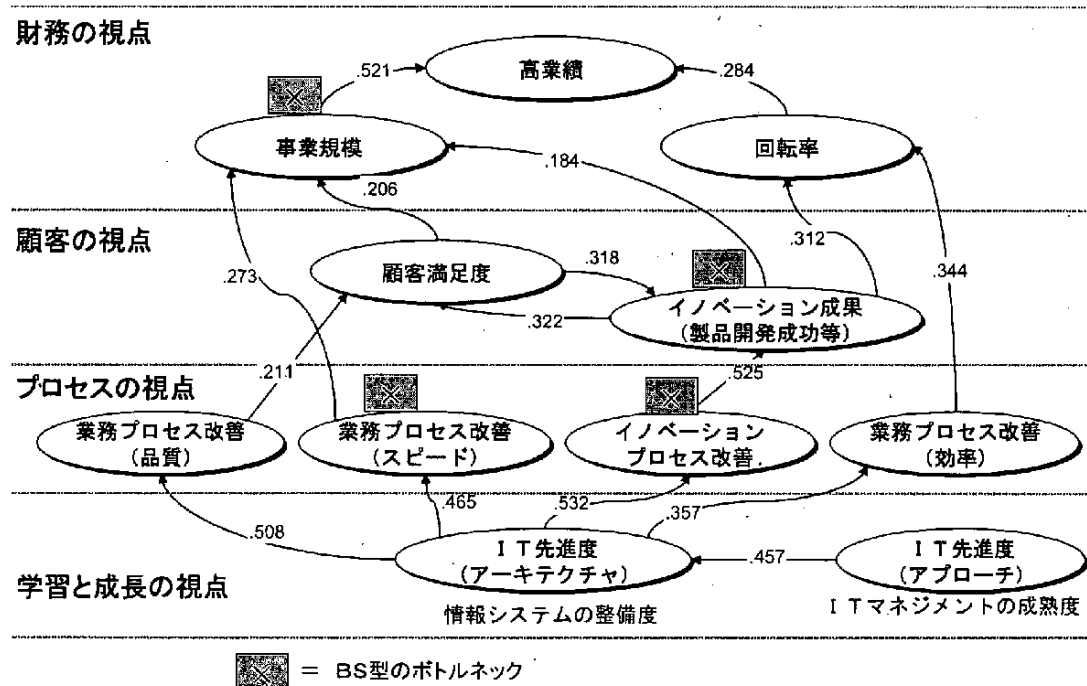 財務の視点
高業績
.521
.284
事業規模
回転率
.184
.206
顧客の視点
顧客満足度
.318
.312
.273
.344
イノベーション成果
(製品開発成功等)
.322
.211
.525
プロセスの視点
業務プロセス改善
(品質)
業務プロセス改善
(スピード)
イノベーション
プロセス改善.
業務プロセス改善
(効率)
.508
.465
.532
.357
学習と成長の視点
IT先進度
(アーキテクチャ)
.457
IT先進度
(アプローチ)
情報システムの整備度
ITマネジメントの成熟度
= BS型のボトルネック